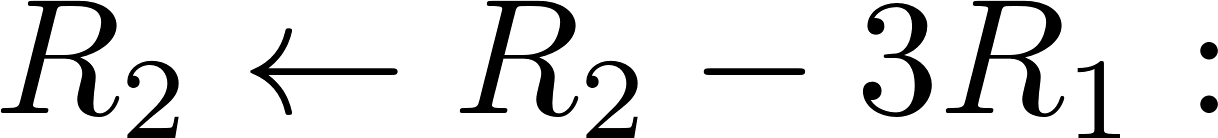 R₂ ← R₂ − 3R₁ :